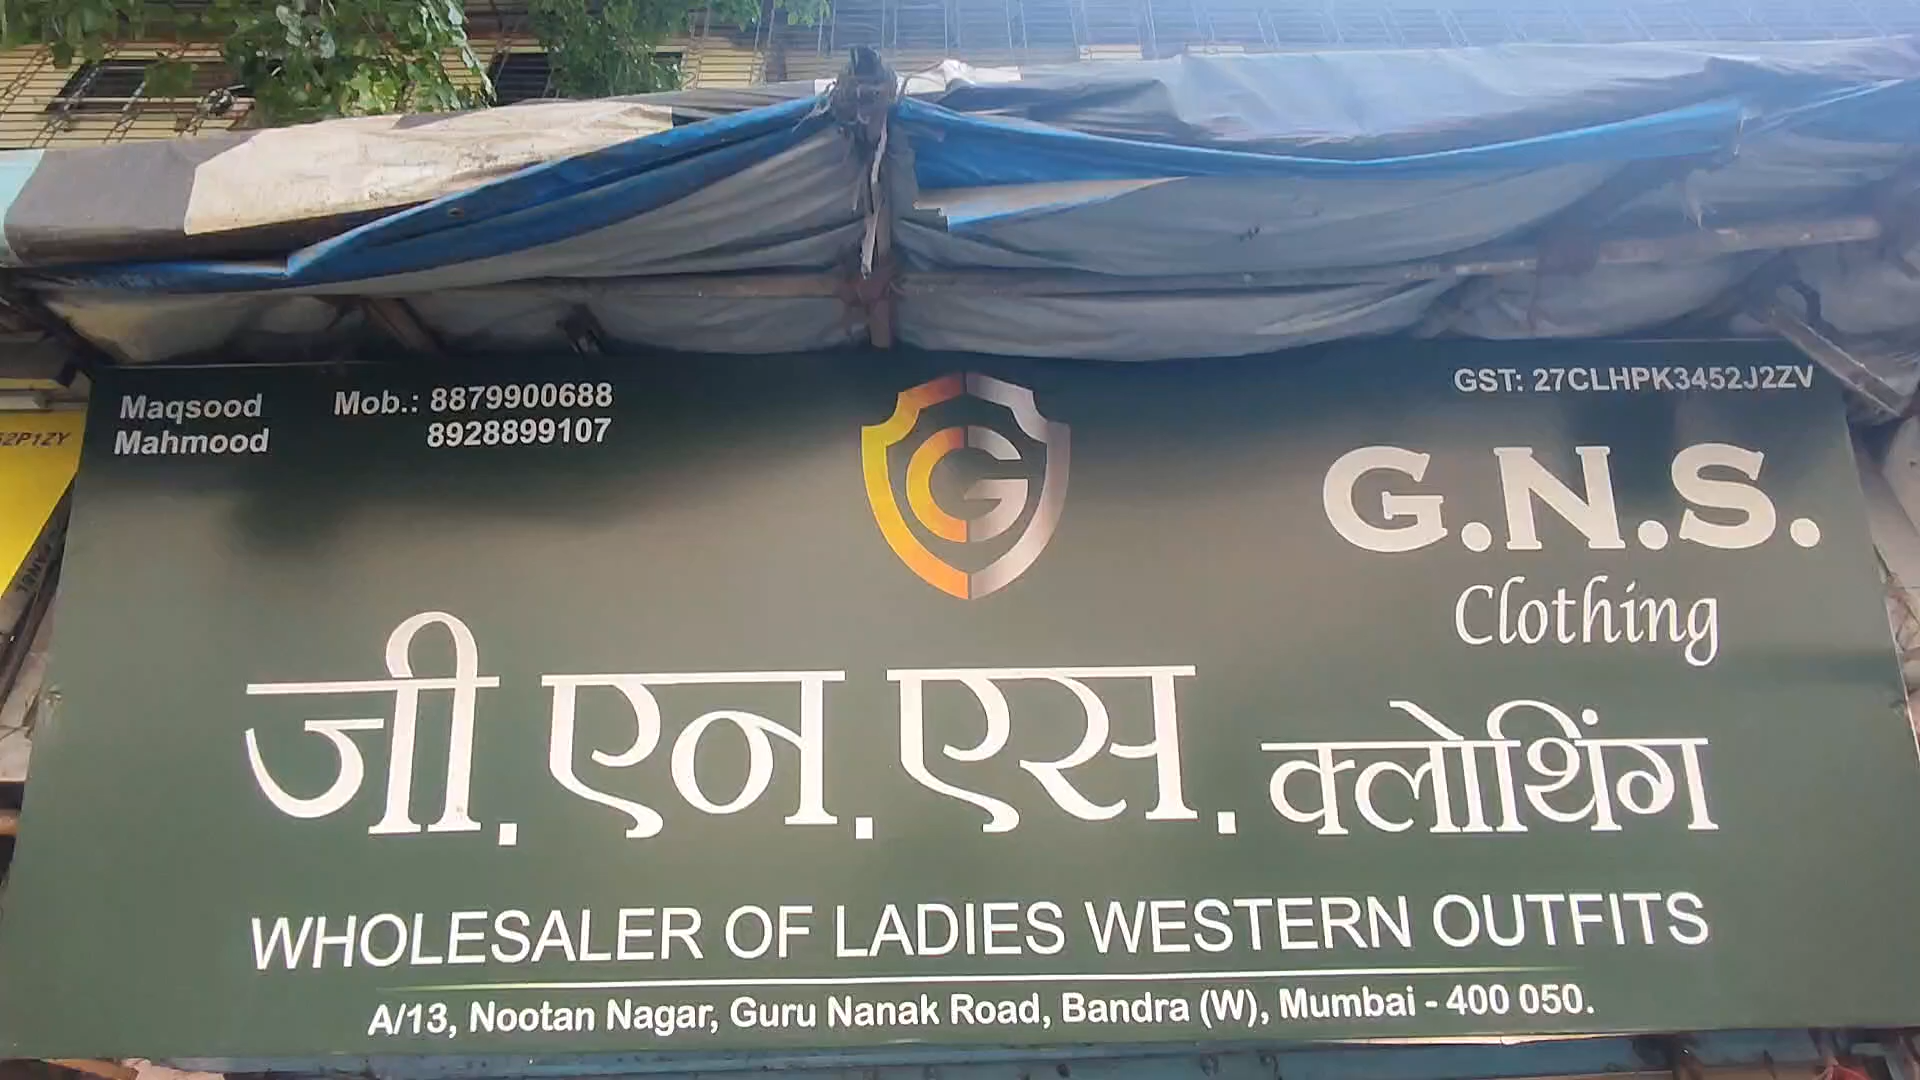 Maqsood Mob.: 8879900688
Mahmood 8928899107
GST: 27CLHPK3452J2ZV
G
G.N.S.
Clothing
जी. एन. एस. क्लोथिंग
WHOLESALER OF LADIES WESTERN OUTFITS
A/13, Nootan Nagar, Guru Nanak Road, Bandra (W), Mumbai - 400 050.